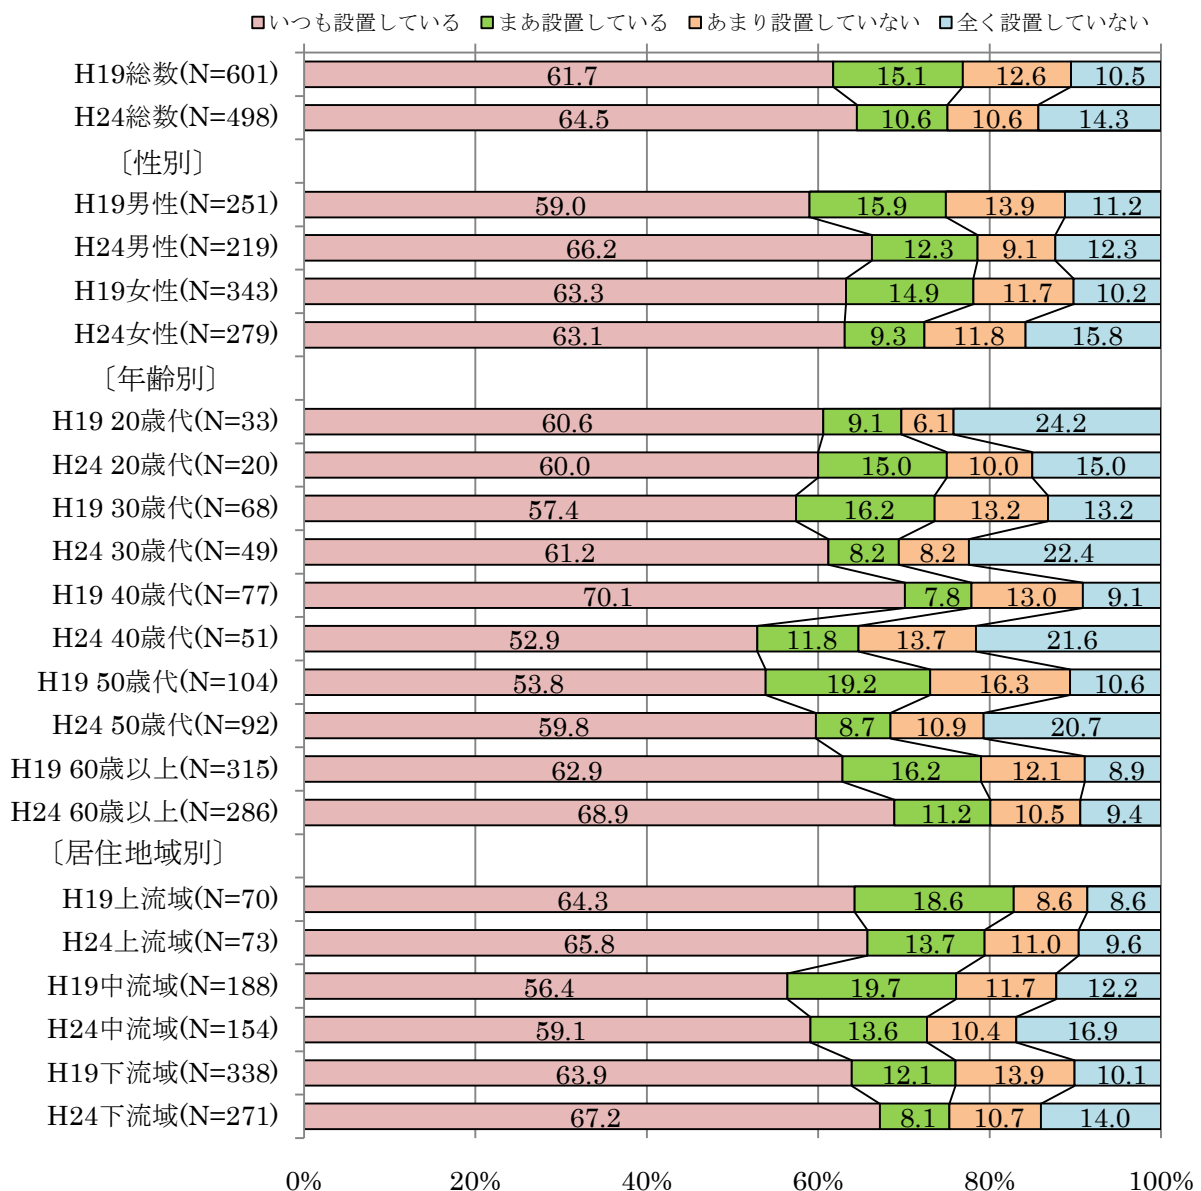 いつも設置している まあ設置している あまり設置していない 全く設置していない
H19総数(N=601) 61.7 15.1 12.6 10.5
H24総数(N=498) 64.5 10.6 10.6 14.3
〔性別〕
H19男性(N=251) 59.0 15.9 13.9 11.2
H24男性(N=219) 66.2 12.3 9.1 12.3
H19女性(N=343) 63.3 14.9 11.7 10.2
H24女性(N=279) 63.1 9.3 11.8 15.8
〔年齢別〕
H19 20歳代(N=33) 60.6 9.1 6.1 24.2
H24 20歳代(N=20) 60.0 15.0 10.0 15.0
H19 30歳代(N=68) 57.4 16.2 13.2 13.2
H24 30歳代(N=49) 61.2 8.2 8.2 22.4
H19 40歳代(N=77) 70.1 7.8 13.0 9.1
H24 40歳代(N=51) 52.9 11.8 13.7 21.6
H19 50歳代(N=104) 53.8 19.2 16.3 10.6
H24 50歳代(N=92) 59.8 8.7 10.9 20.7
H19 60歳以上(N=315) 62.9 16.2 12.1 8.9
H24 60歳以上(N=286) 68.9 11.2 10.5 9.4
〔居住地域別〕
H19上流域(N=70) 64.3 18.6 8.6 8.6
H24上流域(N=73) 65.8 13.7 11.0 9.6
H19中流域(N=188) 56.4 19.7 11.7 12.2
H24中流域(N=154) 59.1 13.6 10.4 16.9
H19下流域(N=338) 63.9 12.1 13.9 10.1
H24下流域(N=271) 67.2 8.1 10.7 14.0
0% 20% 40% 60% 80% 100%